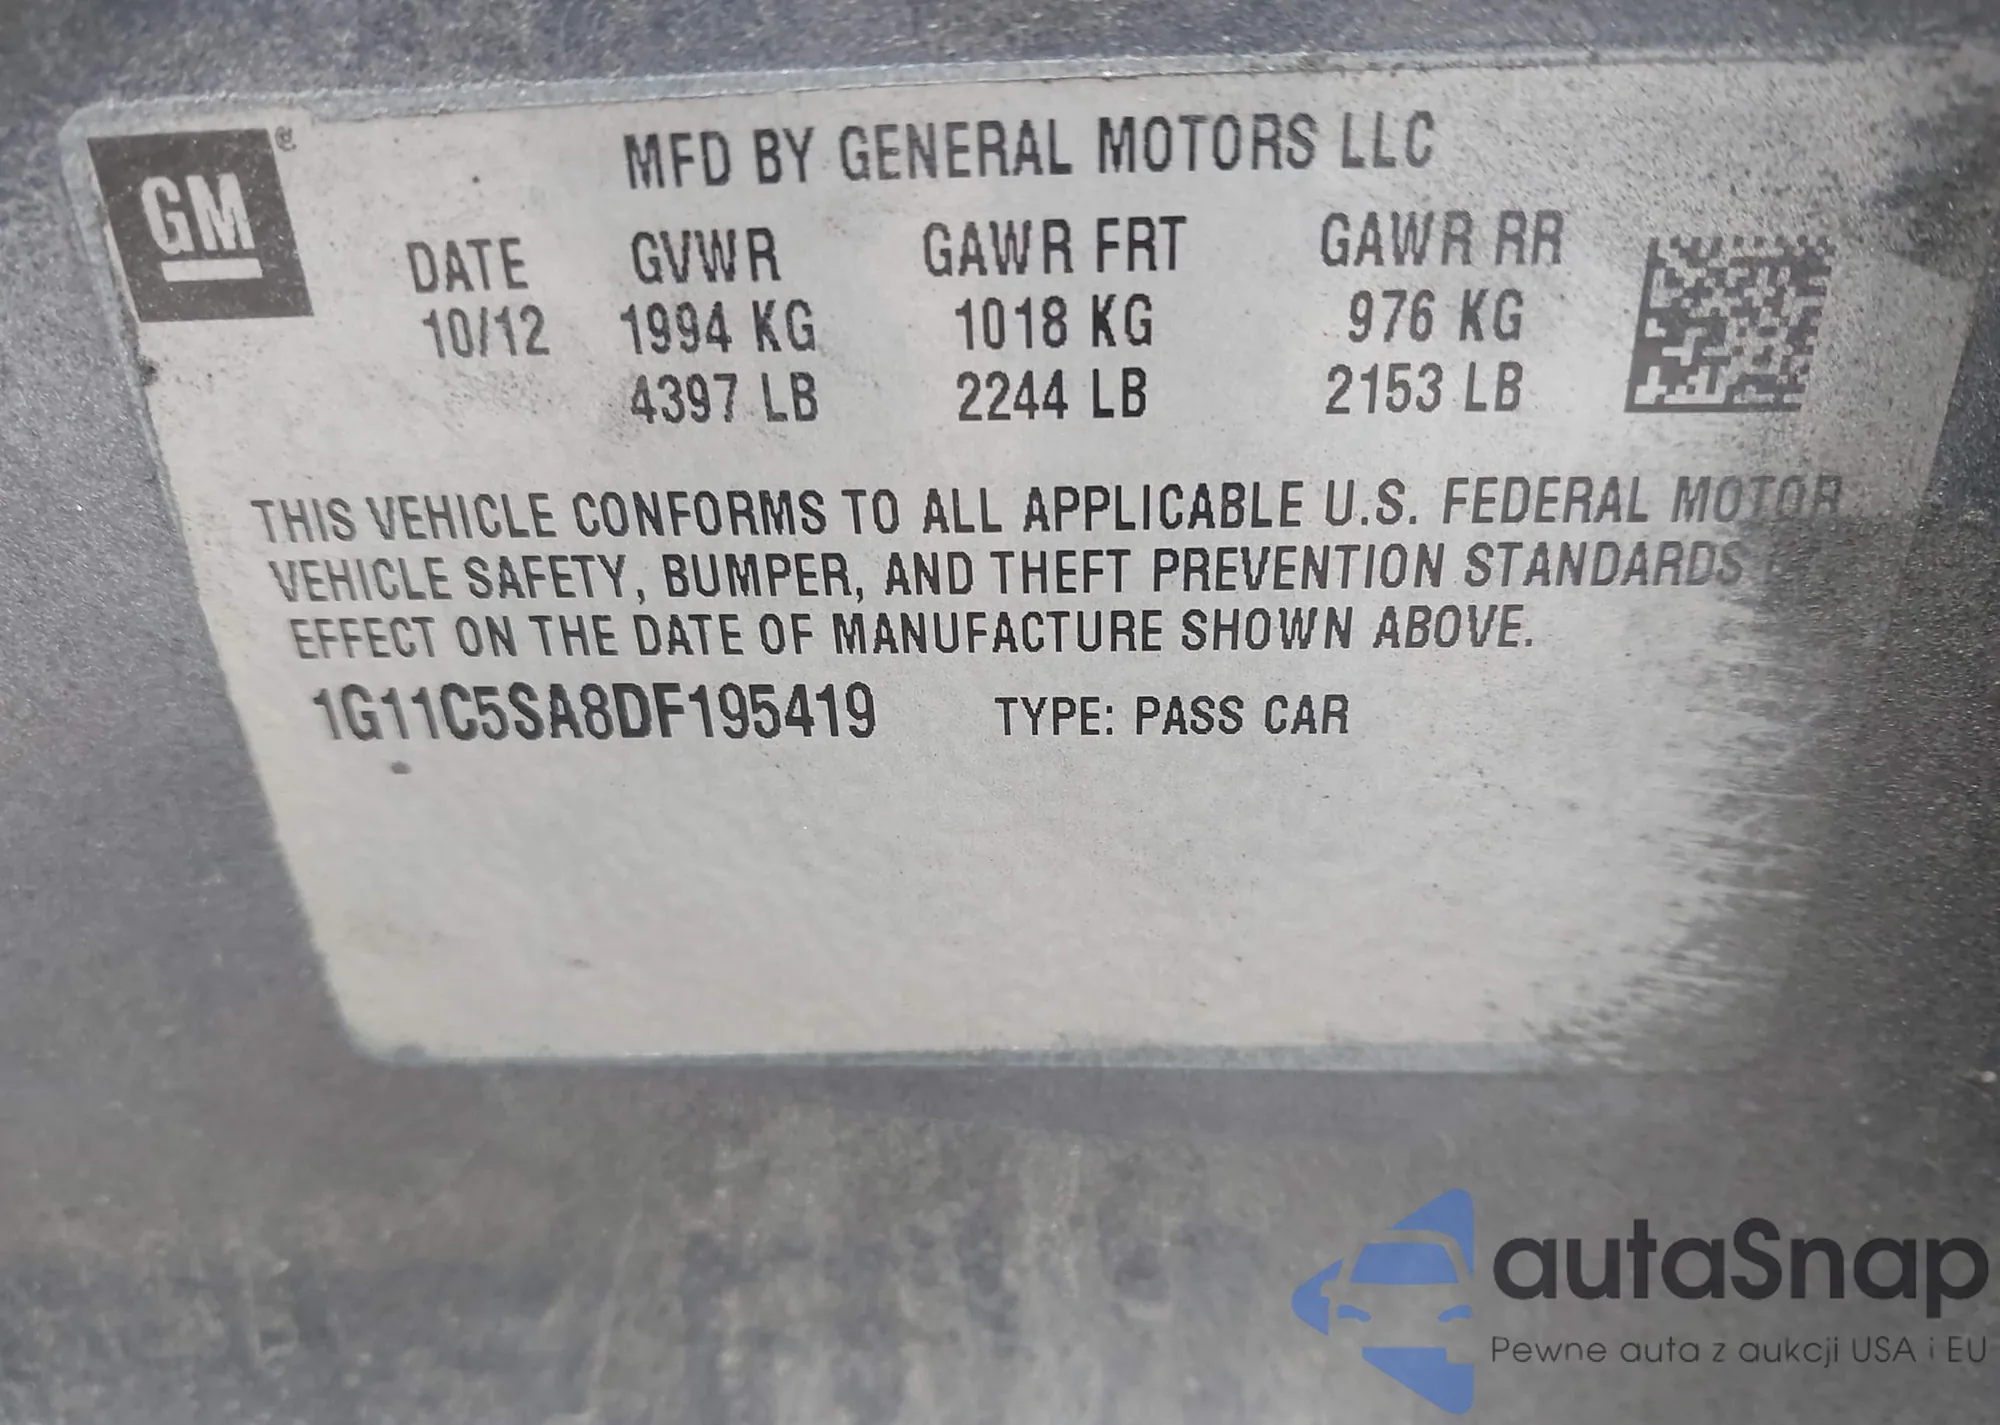 GM®
MFD BY GENERAL MOTORS LLC
DATE GVWR GAWR FRT GAWR RR
10/12 1994 KG 1018 KG 976 KG
4397 LB 2244 LB 2153 LB
THIS VEHICLE CONFORMS TO ALL APPLICABLE U.S. FEDERAL MOTOR
VEHICLE SAFETY, BUMPER, AND THEFT PREVENTION STANDARDS
EFFECT ON THE DATE OF MANUFACTURE SHOWN ABOVE.
1G11C5SA8DF195419 TYPE: PASS CAR
autaSnap
Pewne auta z aukcji USA i EU